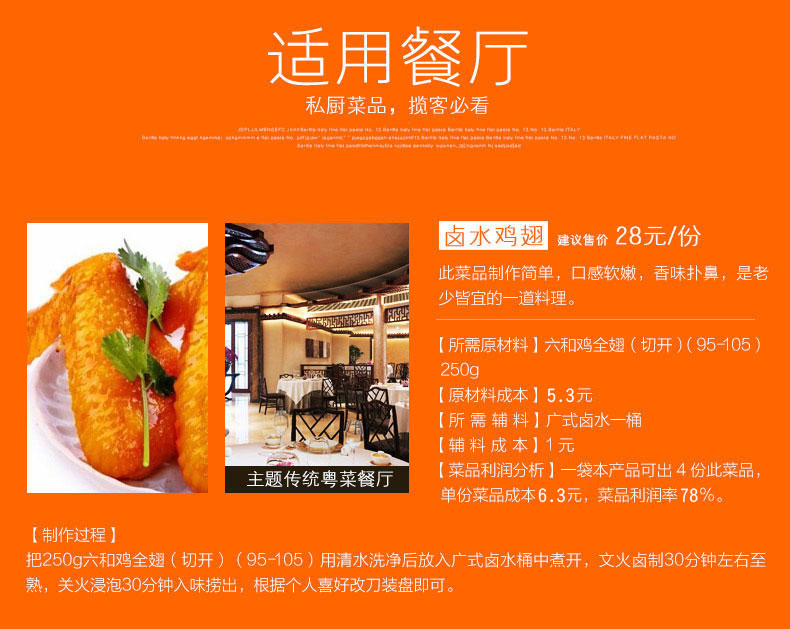 适用餐厅
私厨菜品，揽客必看
卤水鸡翅 建议售价 28元/份
此菜品制作简单，口感软嫩，香味扑鼻，是老
少皆宜的一道料理。
【所需原材料】六和鸡全翅（切开）（95-105）
250g
【原材料成本】5.3元
【所需辅料】广式卤水一桶
【辅料成本】1元
【菜品利润分析】一袋本产品可出 4 份此菜品，
单份菜品成本6.3元，菜品利润率78%。
主题传统粤菜餐厅
【制作过程】
把250g六和鸡全翅（切开）（95-105）用清水洗净后放入广式卤水桶中煮开，文火卤制30分钟左右至
熟，关火浸泡30分钟入味捞出，根据个人喜好改刀装盘即可。